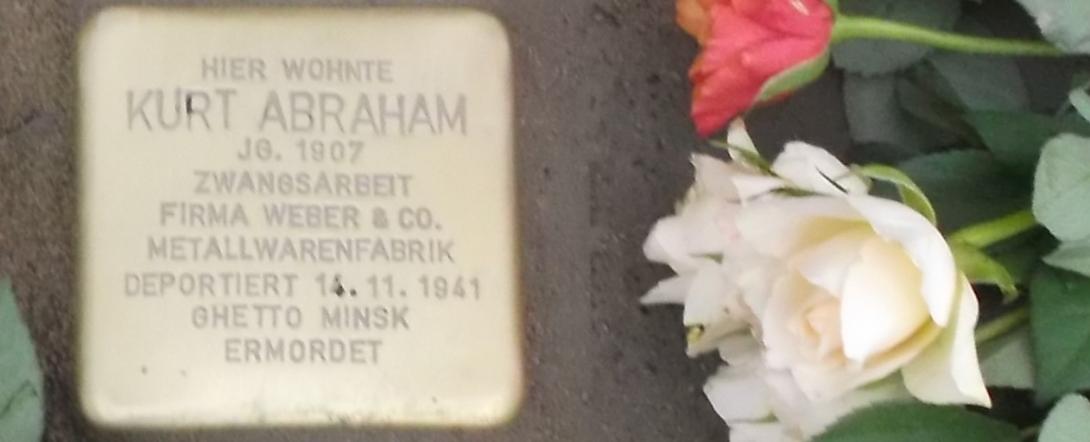 HIER WOHNTE
KURT ABRAHAM
JG. 1907
ZWANGSARBEIT
FIRMA WEBER & CO.
METALLWARENFABRIK
DEPORTIERT 14.11.1941
GHETTO MINSK
ERMORDET